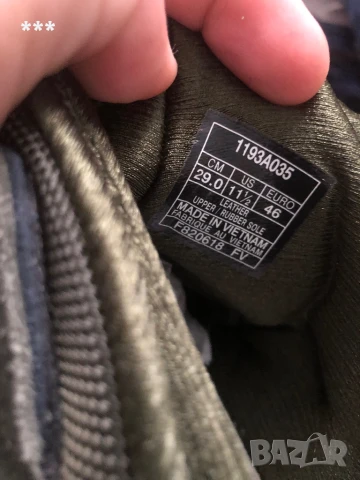 ***
1193A035
CM US EURO
29.0 11½ 46
LEATHER
UPPER / RUBBER SOLE
MADE IN VIETNAM
FABRIQUE AU VIETNAM
F820618 FV
BAZAR